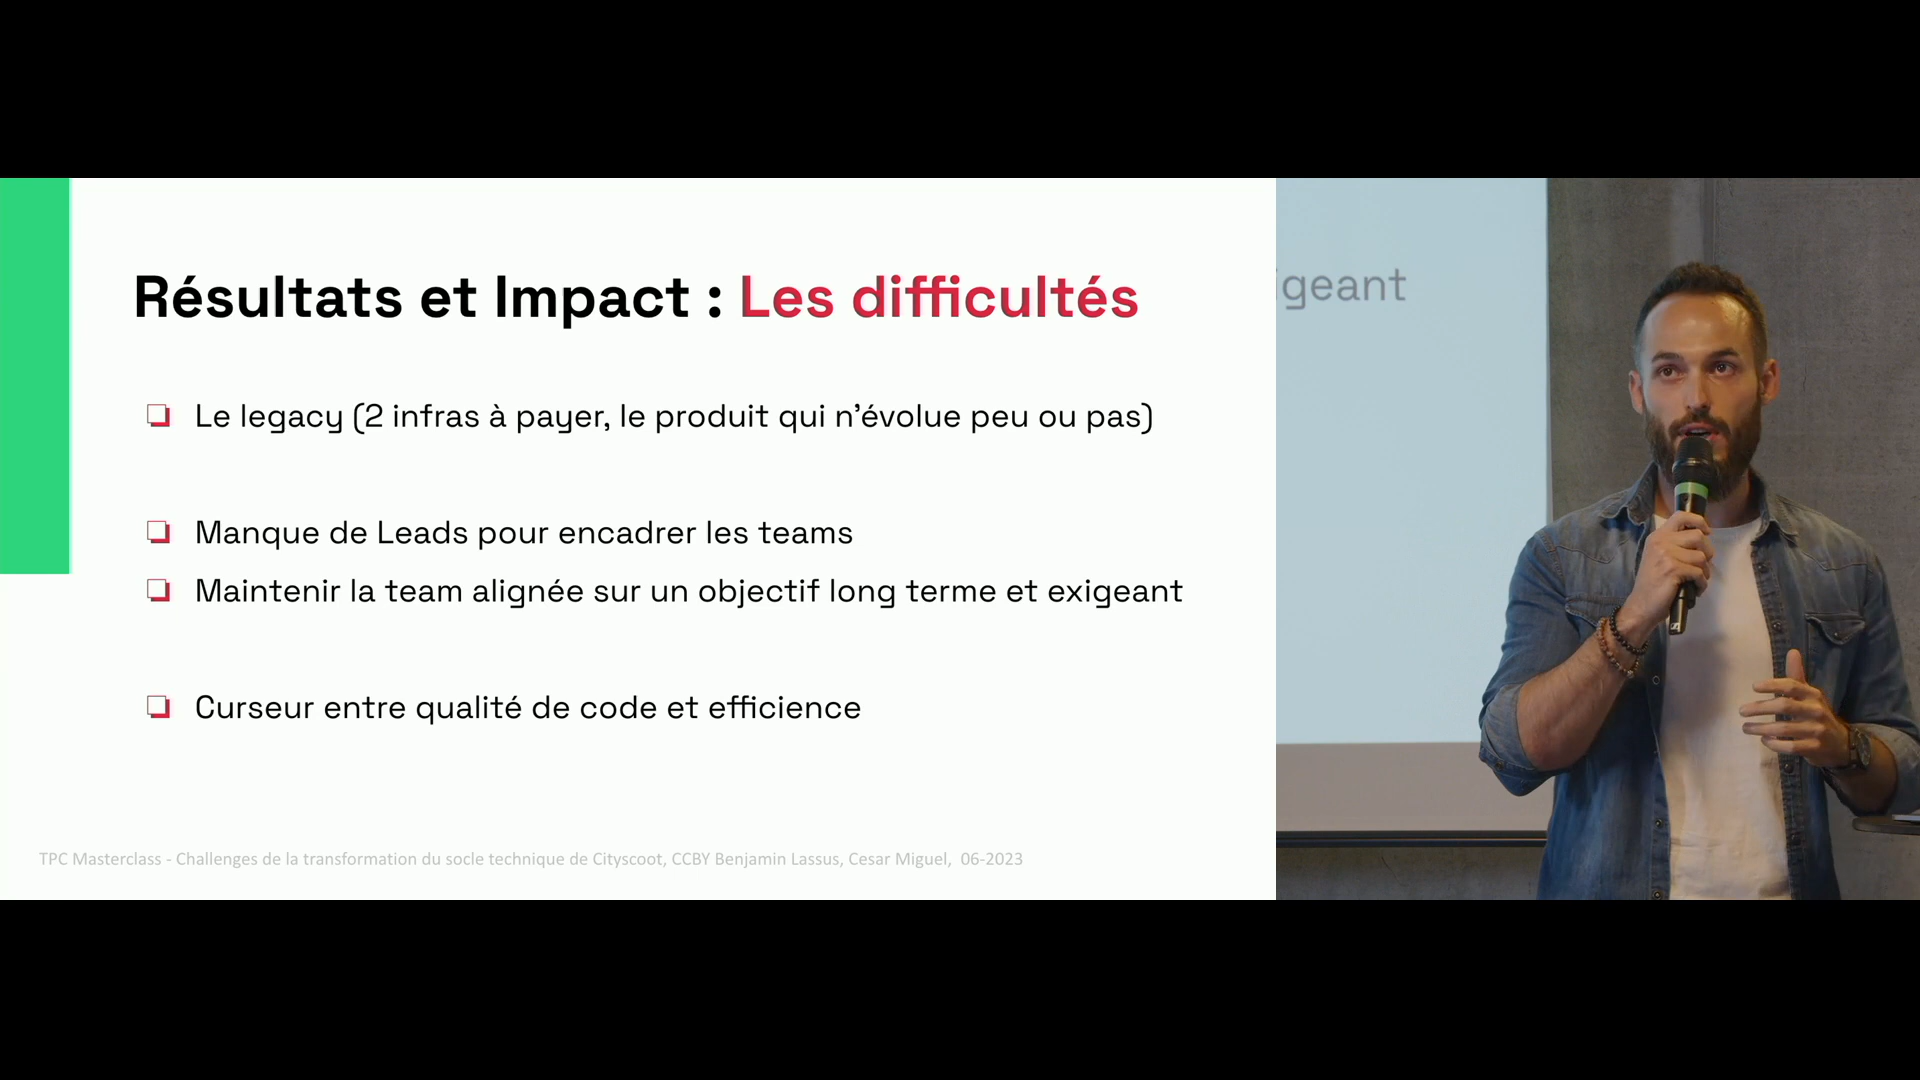 Résultats et Impact : Les difficultés
❏ Le legacy (2 infras à payer, le produit qui n’évolue peu ou pas)
❏ Manque de Leads pour encadrer les teams
❏ Maintenir la team alignée sur un objectif long terme et exigeant
❏ Curseur entre qualité de code et efficience
TPC Masterclass - Challenges de la transformation du socle technique de Cityscoot, CCBY Benjamin Lassus, Cesar Miguel, 06-2023
igeant